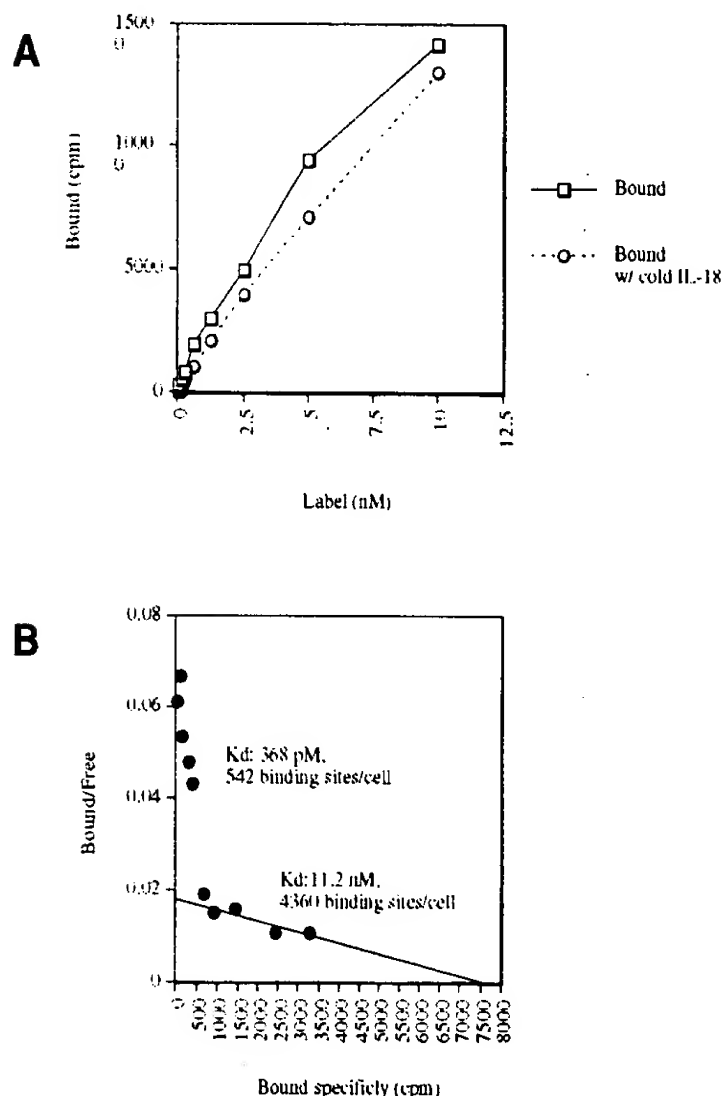 A
1500
0
1000
0
5000
0
Bound (cpm)
0
2.5
5
7.5
10
12.5
Label (nM)
Bound
Bound
w/ cold IL-18
B
0.08
0.06
0.04
0.02
0
Bound/Free
Kd: 368 pM,
542 binding sites/cell
Kd:11.2 nM,
4360 binding sites/cell
0
500
1000
1500
2000
2500
3000
3500
4000
4500
5000
5500
6000
6500
7000
7500
8000
Bound specificly (cpm)